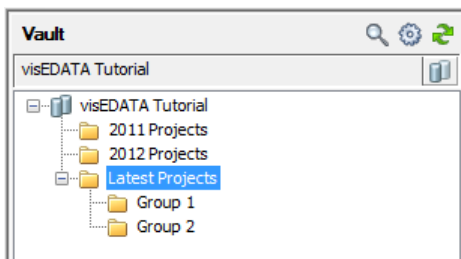 Vault
visEDATA Tutorial
visEDATA Tutorial
2011 Projects
2012 Projects
Latest Projects
Group 1
Group 2